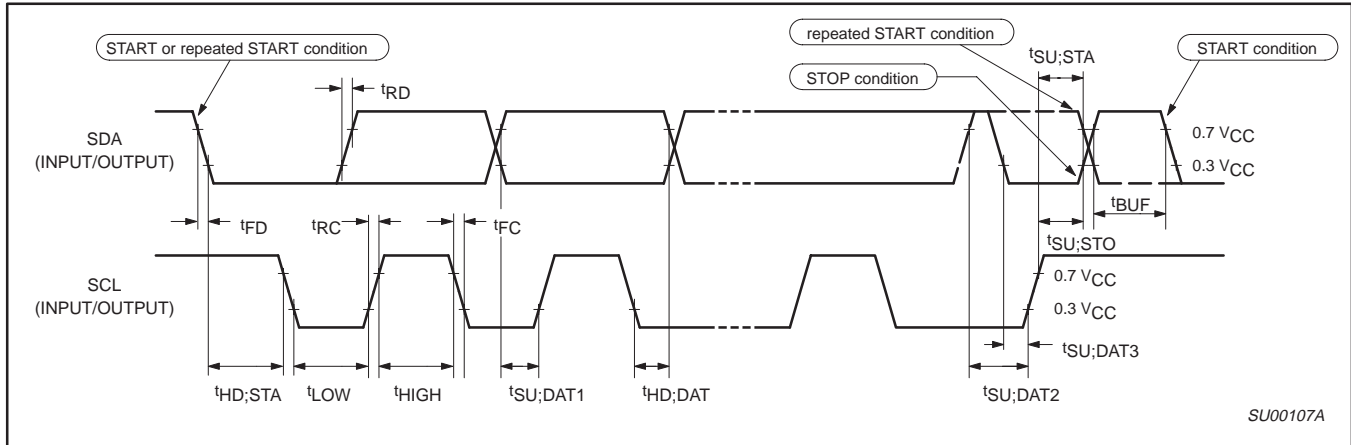 START or repeated START condition
repeated START condition
START condition
tSU;STA
STOP condition
tRD
SDA
(INPUT/OUTPUT)
0.7 VCC
0.3 VCC
tFD
tRC
tFC
tBUF
tSU;STO
SCL
(INPUT/OUTPUT)
0.7 VCC
0.3 VCC
tSU;DAT3
tHD;STA
tLOW
tHIGH
tSU;DAT1
tHD;DAT
tSU;DAT2
SU00107A